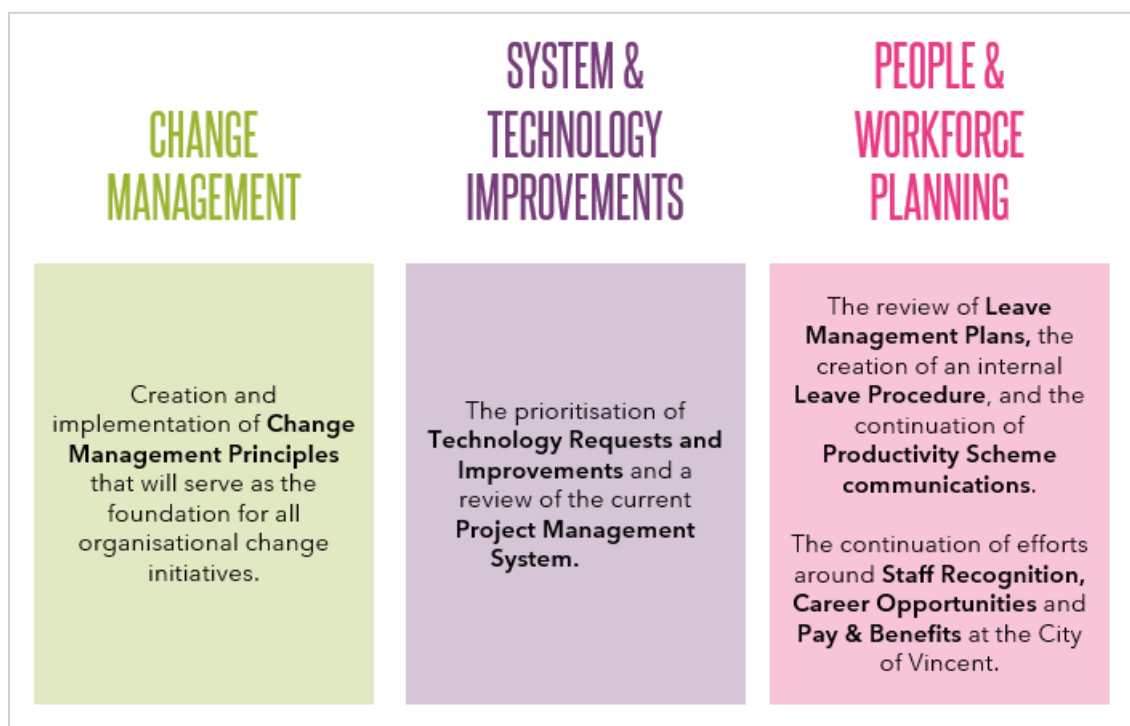 CHANGE
MANAGEMENT
Creation and
implementation of Change
Management Principles
that will serve as the
foundation for all
organisational change
initiatives.
SYSTEM &
TECHNOLOGY
IMPROVEMENTS
The prioritisation of
Technology Requests and
Improvements and a
review of the current
Project Management
System.
PEOPLE &
WORKFORCE
PLANNING
The review of Leave
Management Plans, the
creation of an internal
Leave Procedure, and the
continuation of
Productivity Scheme
communications.
The continuation of efforts
around Staff Recognition,
Career Opportunities and
Pay & Benefits at the City
of Vincent.